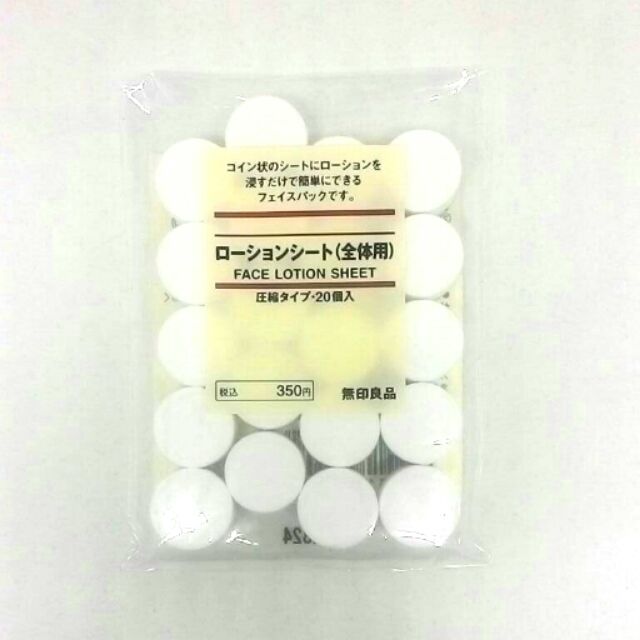 コイン状のシートにローションを
浸すだけで簡単にできる
フェイスパックです。
ローションシート(全体用)
FACE LOTION SHEET
圧縮タイプ・20個入
税込 350円
無印良品